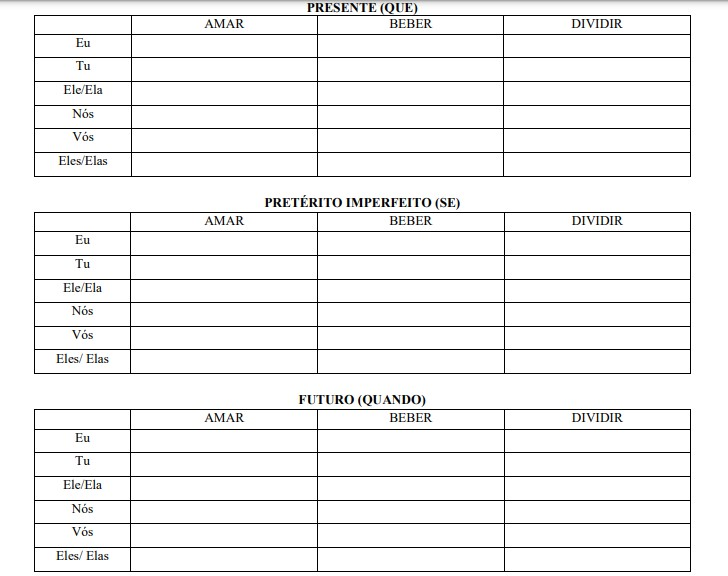 PRESENTE (QUE)
AMAR BEBER DIVIDIR
Eu
Tu
Ele/Ela
Nós
Vós
Eles/Elas
PRETÉRITO IMPERFEITO (SE)
AMAR BEBER DIVIDIR
Eu
Tu
Ele/Ela
Nós
Vós
Eles/ Elas
FUTURO (QUANDO)
AMAR BEBER DIVIDIR
Eu
Tu
Ele/Ela
Nós
Vós
Eles/ Elas